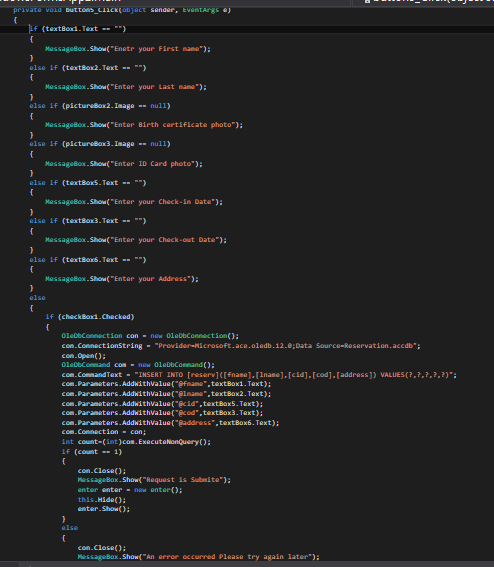 private void button5_Click(object sender, EventArgs e)
{
if (textBox1.Text == "")
{
MessageBox.Show("Enetr your First name");
}
else if (textBox2.Text == "")
{
MessageBox.Show("Enter your Last name");
}
else if (pictureBox2.Image == null)
{
MessageBox.Show("Enter Birth certificate photo");
}
else if (pictureBox3.Image == null)
{
MessageBox.Show("Enter ID Card photo");
}
else if (textBox5.Text == "")
{
MessageBox.Show("Enter your Check-in Date");
}
else if (textBox3.Text == "")
{
MessageBox.Show("Enter your Check-out Date");
}
else if (textBox6.Text == "")
{
MessageBox.Show("Enter your Address");
}
else
{
if (checkBox1.Checked)
{
OleDbConnection con = new OleDbConnection();
con.ConnectionString = "Provider=Microsoft.ace.oledb.12.0;Data Source=Reservation.accdb";
con.Open();
OleDbCommand com = new OleDbCommand();
com.CommandText = "INSERT INTO [reserv]([fname],[lname],[cid],[cod],[address]) VALUES(?,?,?,?,?)";
com.Parameters.AddWithValue("@fname",textBox1.Text);
com.Parameters.AddWithValue("@lname",textBox2.Text);
com.Parameters.AddWithValue("@cid",textBox5.Text);
com.Parameters.AddWithValue("@cod",textBox3.Text);
com.Parameters.AddWithValue("@address",textBox6.Text);
com.Connection = con;
int count=(int)com.ExecuteNonQuery();
if (count == 1)
{
con.Close();
MessageBox.Show("Request is Submite");
enter enter = new enter();
this.Hide();
enter.Show();
}
else
{
con.Close();
MessageBox.Show("An error occurred Please try again later");